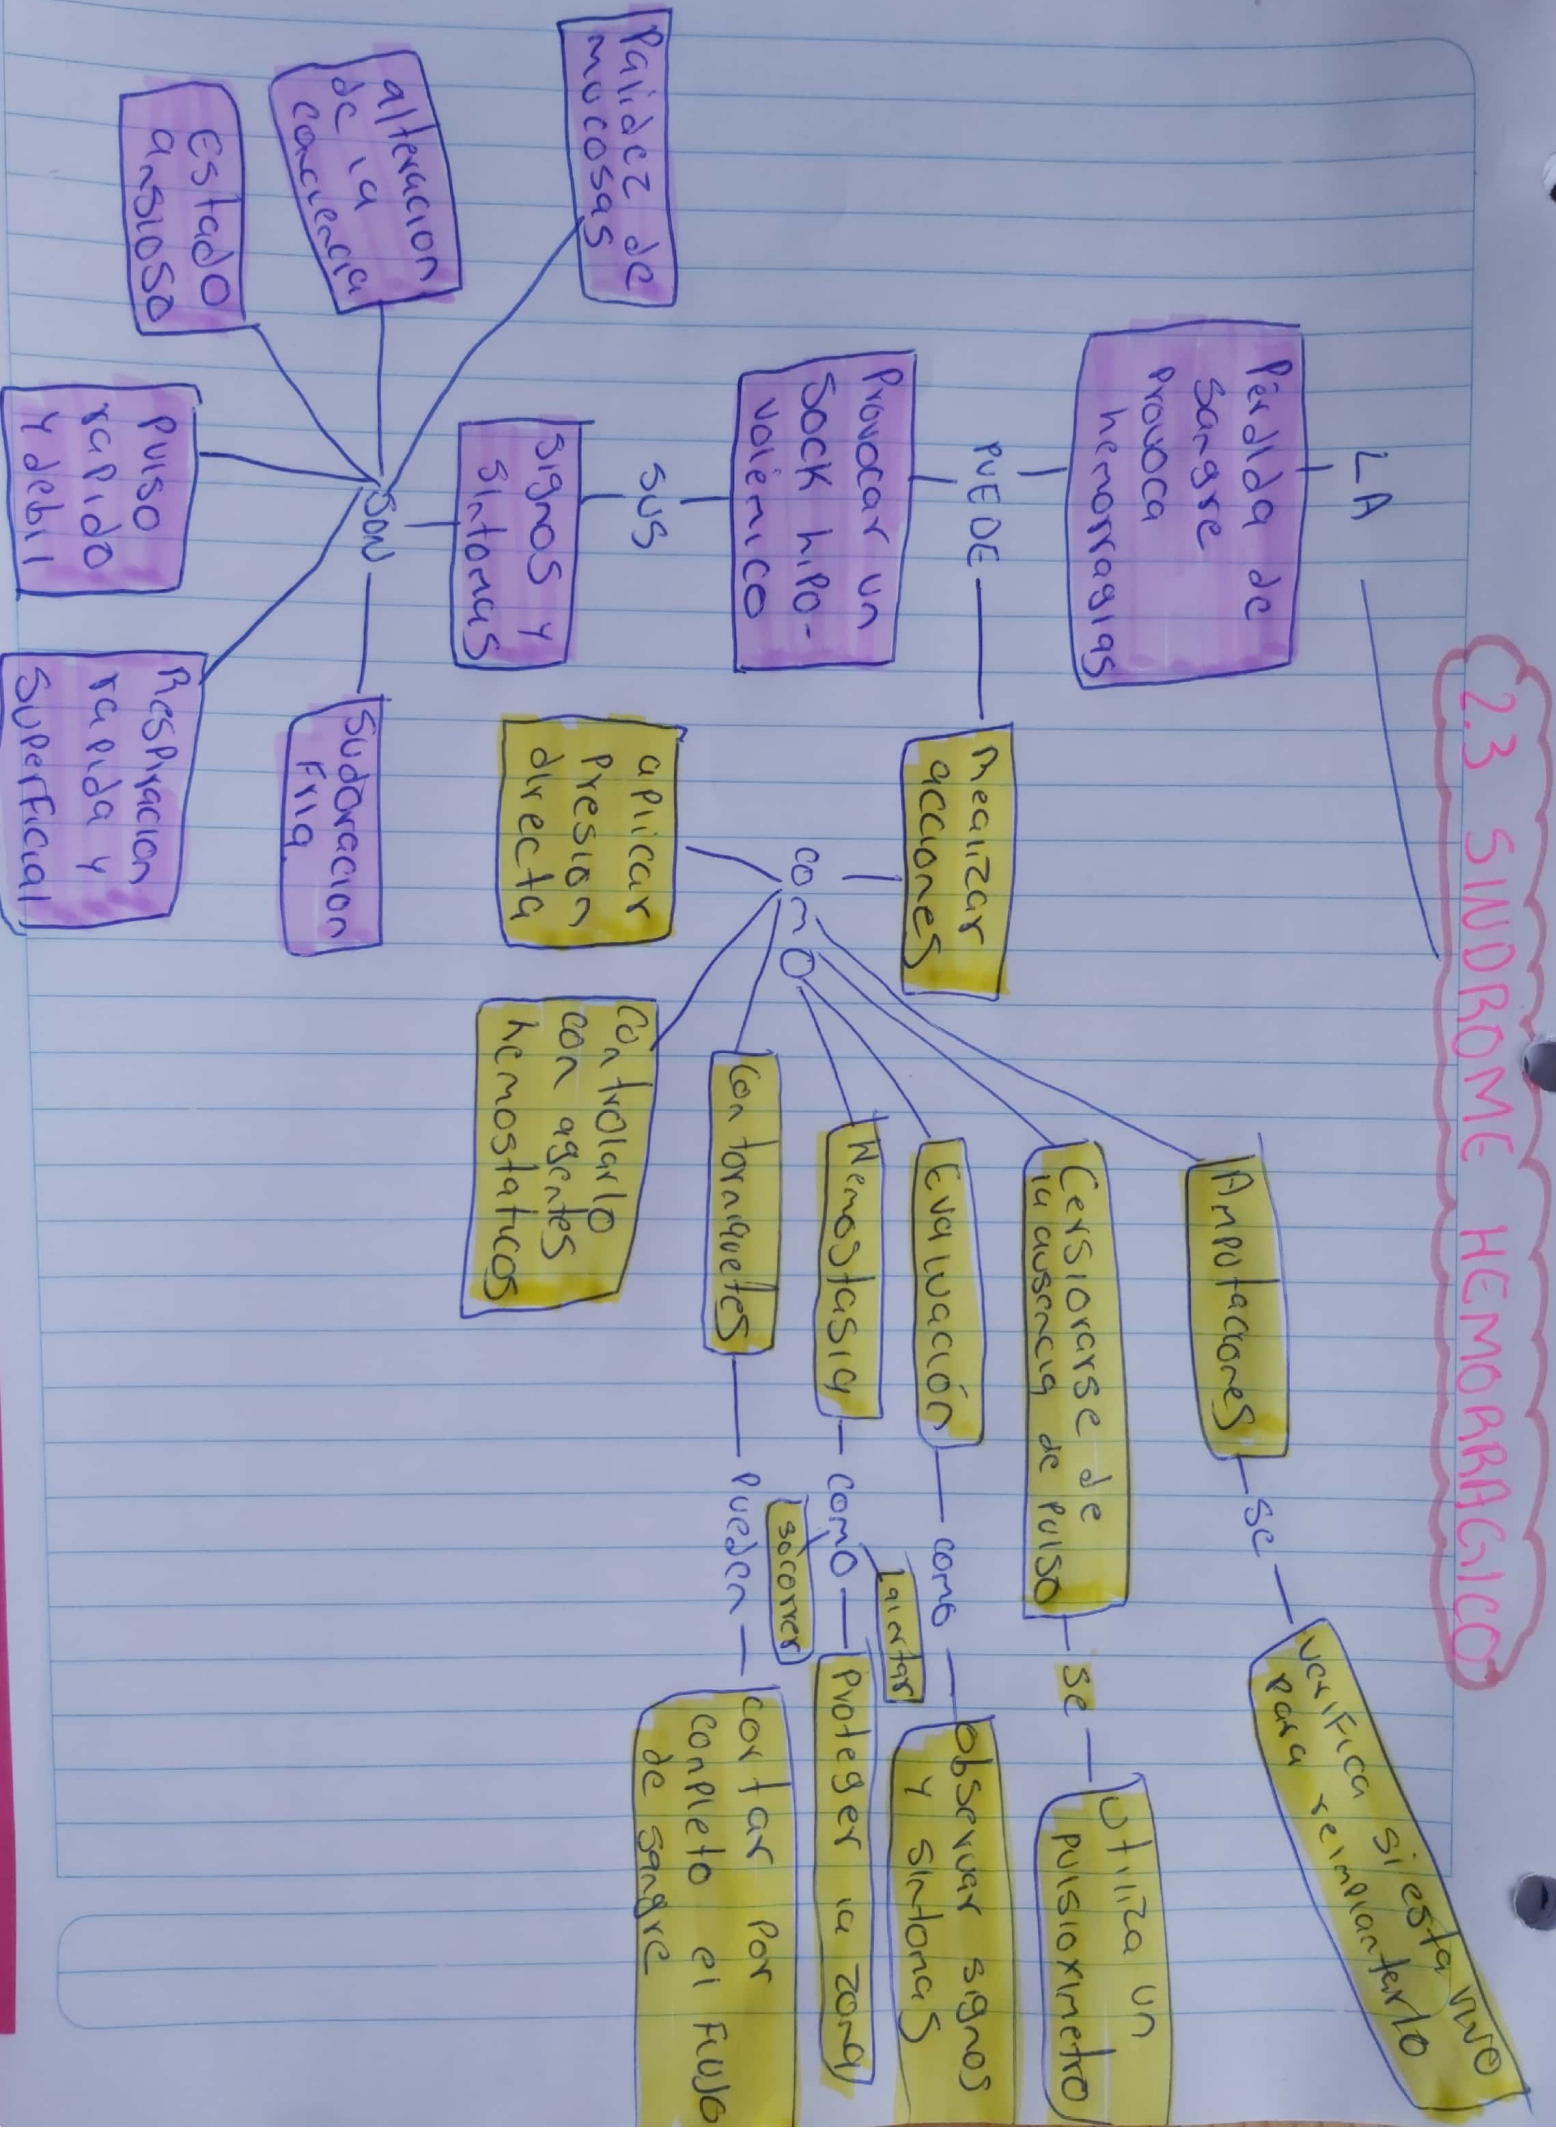 2.3 SINDROME HEMORRAGICO
LA
Pérdida de
sangre
provoca
hemorragias
PUEDE
Provocar un
Sock hipo-
volémico
SUS
Signos y
sintomas
SON
Palidez de
mucosas
alteracion
de la
conciencia
Estado
ansioso
Pulso
rapido
y debil
Respiracion
rapida y
superficial
Sudoracion
Fria
Realizar
acciones
como
aplicar
presion
directa
Controlarlo
con agentes
hemostaticos
Con torniquetes
Pueden
cortar por
completo el flujo
de sangre
Hemostasia
como
socorrer
Proteger la zona
alertar
Evaluación
como
Observar signos
y sintomas
Cersiorarse de
la ausencia de pulso
se
Utiliza un
pulsioximetro
Amputaciones
se
verifica si esta vivo
para reimplantarlo